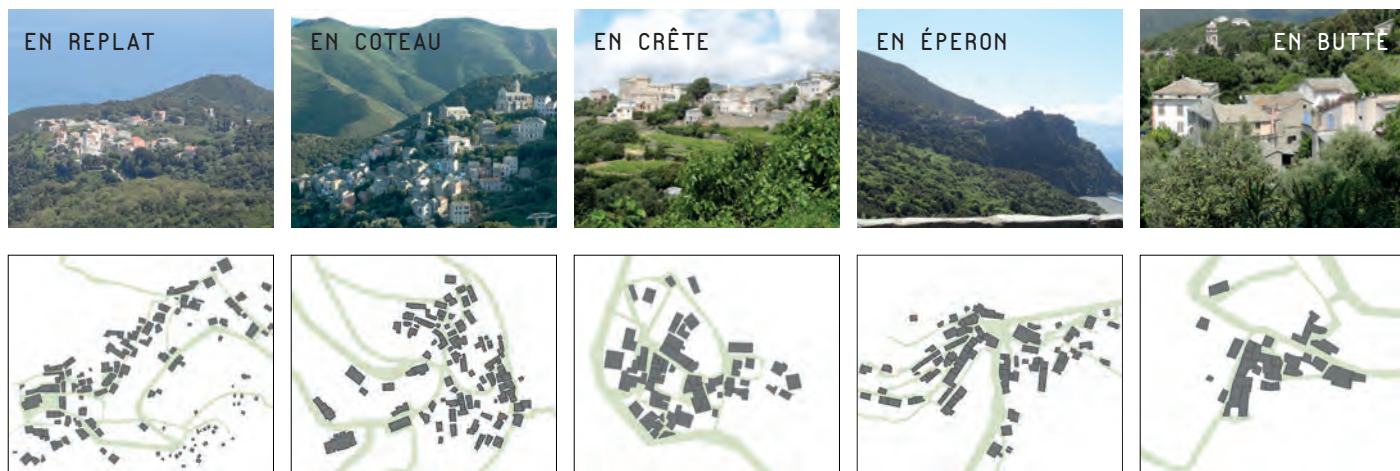 EN REPLAT
EN COTEAU
EN CRÊTE
EN ÉPERON
EN BUTTE